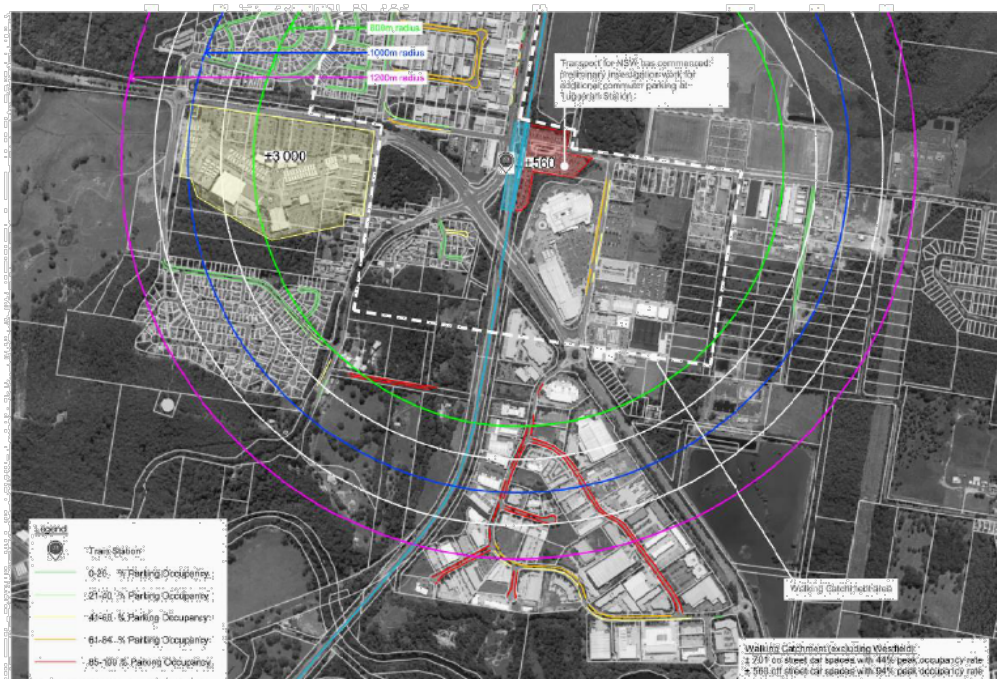 800m radius
1000m radius
1200m radius
Transport for NSW has commenced
preliminary investigation work for
additional commuter parking at
Tuggerah Station
±3 000
±560
Legend
Train Station
0-20 % Parking Occupancy
21-40 % Parking Occupancy
41-60 % Parking Occupancy
61-84 % Parking Occupancy
85-100 % Parking Occupancy
Walking Catchment area
Walking Catchment (excluding Westfield)
± 201 on street car spaces with 44% peak occupancy rate
± 560 off street car spaces with 94% peak occupancy rate